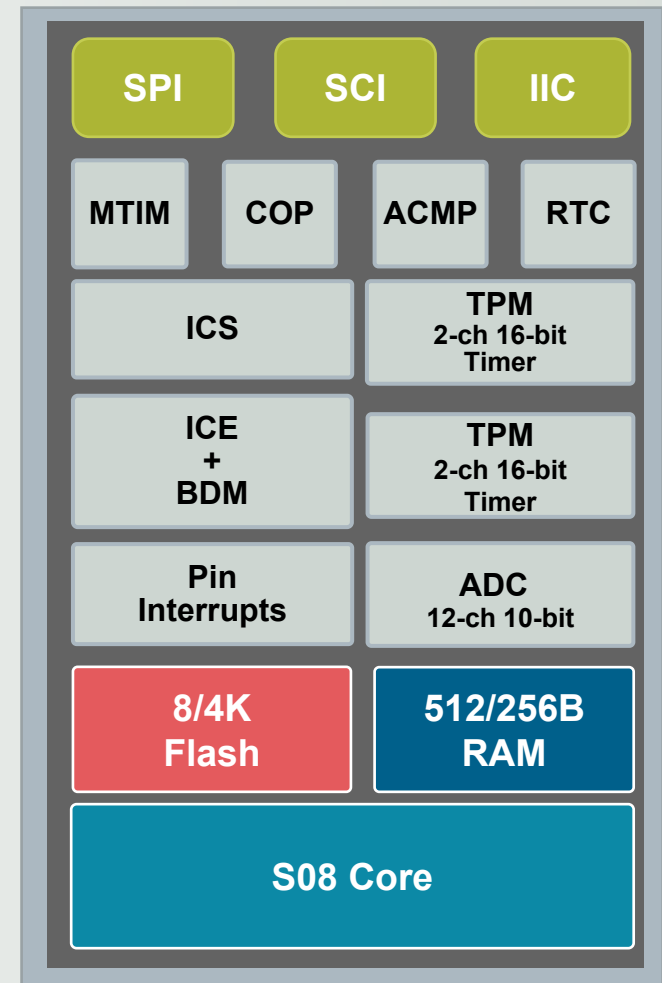 SPI
SCI
IIC
MTIM
COP
ACMP
RTC
ICS
TPM
2-ch 16-bit
Timer
ICE
+
BDM
TPM
2-ch 16-bit
Timer
Pin
Interrupts
ADC
12-ch 10-bit
8/4K
Flash
512/256B
RAM
S08 Core